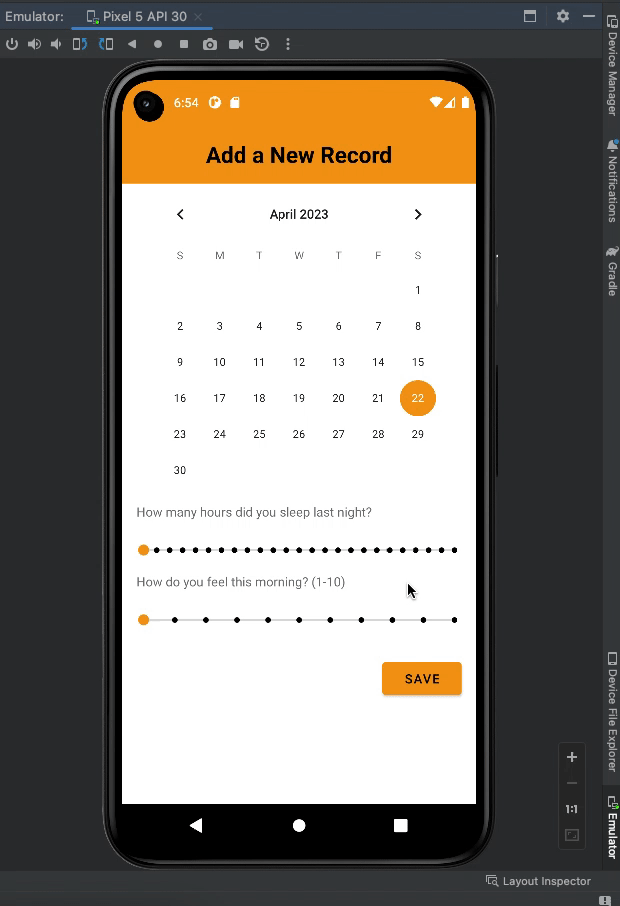 Emulator: Pixel 5 API 30
6:54
Add a New Record
April 2023
S M T W T F S
1
2 3 4 5 6 7 8
9 10 11 12 13 14 15
16 17 18 19 20 21 22
23 24 25 26 27 28 29
30
How many hours did you sleep last night?
How do you feel this morning? (1-10)
SAVE
Device Manager
Notifications
Gradle
Device File Explorer
Emulator
1:1
Layout Inspector